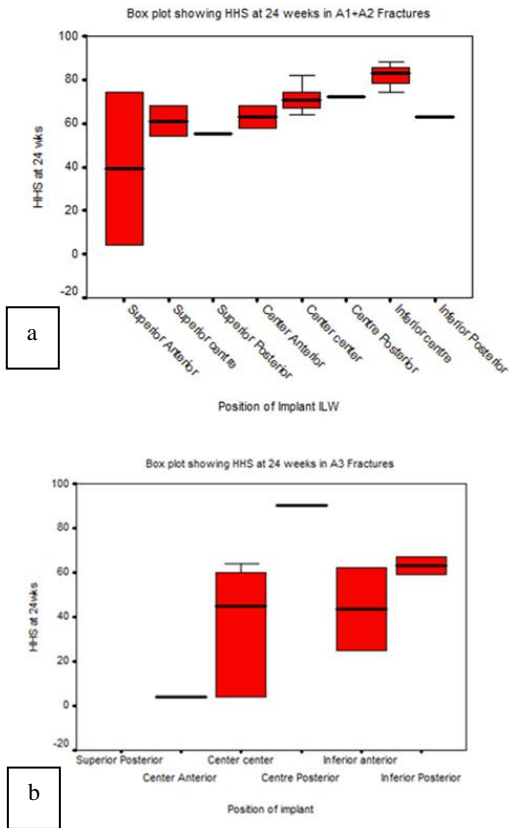 Box plot showing HHS at 24 weeks in A1+A2 Fractures
HHS at 24 wks
100
80
60
40
20
0
-20
Superior Anterior
Superior centre
Superior Posterior
Center Anterior
Center center
Centre Posterior
Inferior centre
Inferior Posterior
Position of Implant ILW
a
Box plot showing HHS at 24 weeks in A3 Fractures
HHS at 24wks
100
80
60
40
20
0
-20
Superior Posterior
Center Anterior
Center center
Centre Posterior
Inferior anterior
Inferior Posterior
Position of implant
b